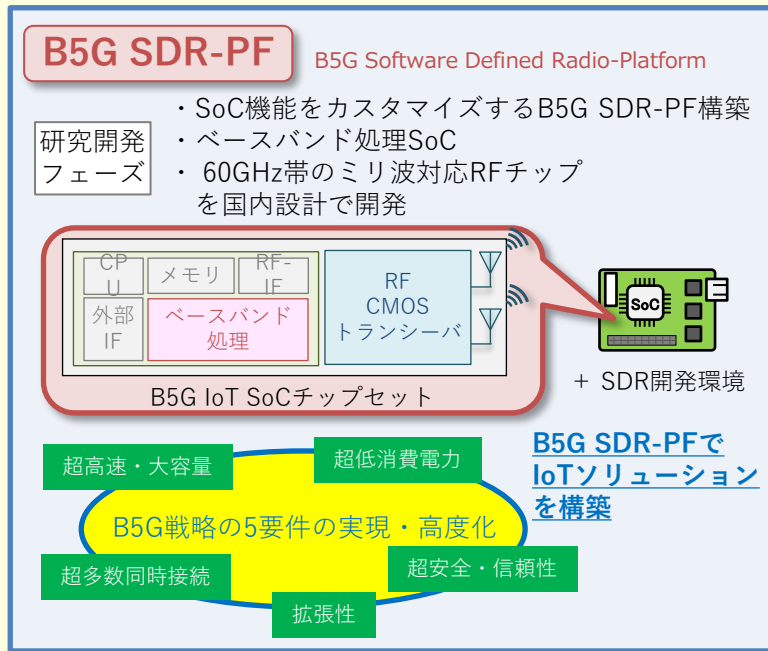 B5G SDR-PF
B5G Software Defined Radio-Platform
研究開発
フェーズ
・SoC機能をカスタマイズするB5G SDR-PF構築
・ベースバンド処理SoC
・ 60GHz帯のミリ波対応RFチップ
を国内設計で開発
CP
U
メモリ
RF-
IF
外部
IF
ベースバンド
処理
RF
CMOS
トランシーバ
B5G IoT SoCチップセット
SoC
+ SDR開発環境
B5G SDR-PFで
IoTソリューション
を構築
超高速・大容量
超低消費電力
B5G戦略の5要件の実現・高度化
超多数同時接続
超安全・信頼性
拡張性